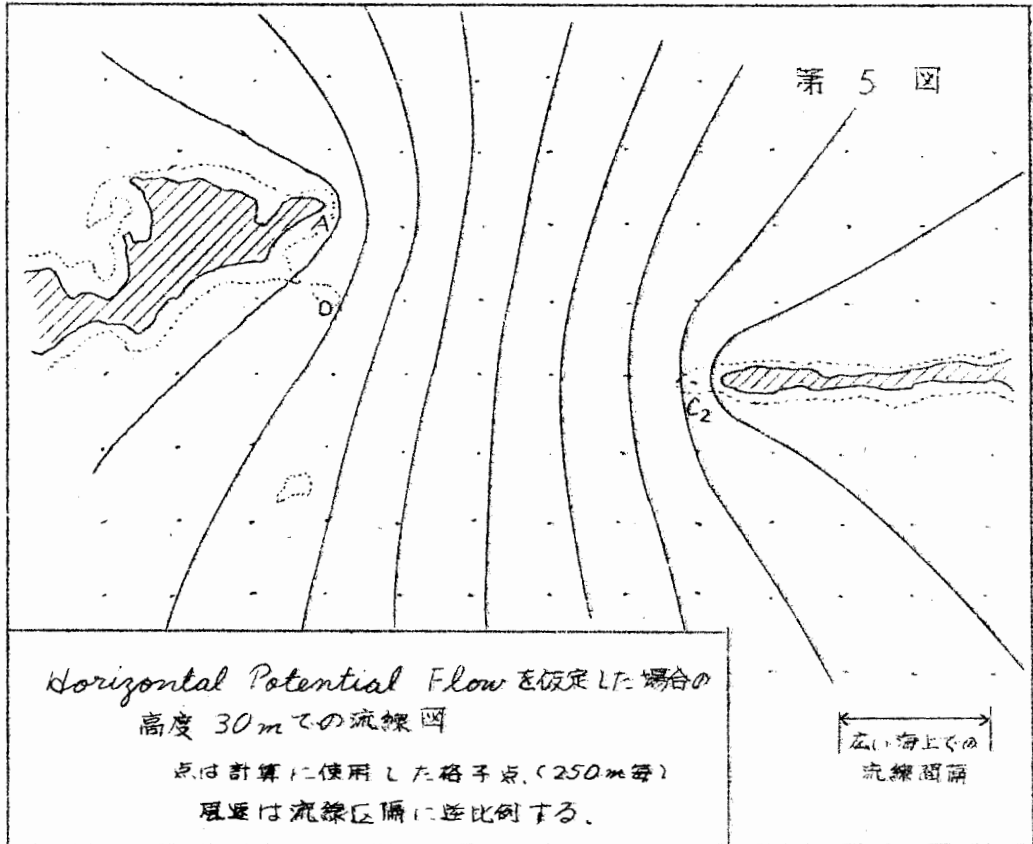 第 5 図
A
D
C2
Horizontal Potential Flow を仮定した場合の
高度 30m での流線図
点は計算に使用した格子点、(250m毎)
風速は流線区隔に逆比例する。
広い海上での
流線間隔